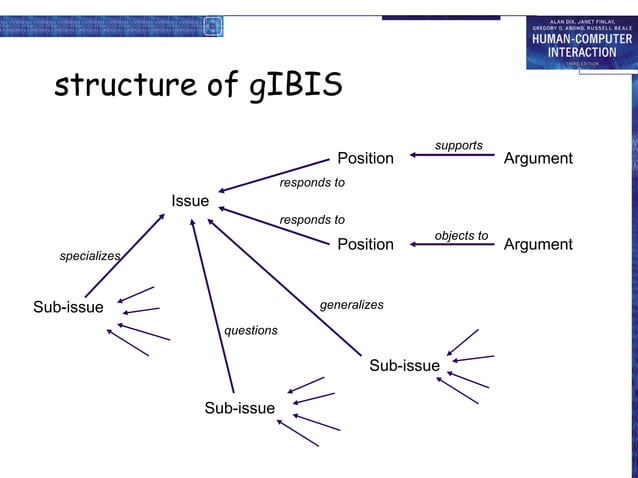 ALAN DIX, JANET FINLAY,
GREGORY D. ABOWD, RUSSELL BEALE
HUMAN-COMPUTER
INTERACTION
THIRD EDITION
structure of gIBIS
supports
Position
Argument
responds to
Issue
responds to
objects to
Position
Argument
specializes
Sub-issue
generalizes
questions
Sub-issue
Sub-issue